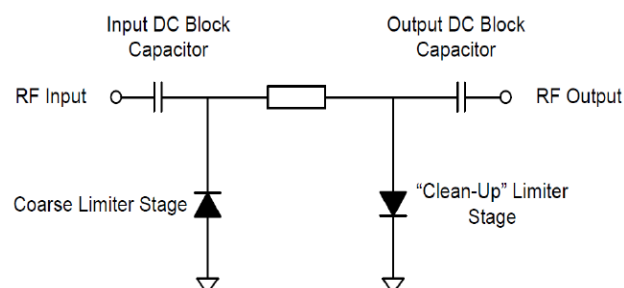 Input DC Block
Capacitor
Output DC Block
Capacitor
RF Input
RF Output
Coarse Limiter Stage
“Clean-Up” Limiter
Stage